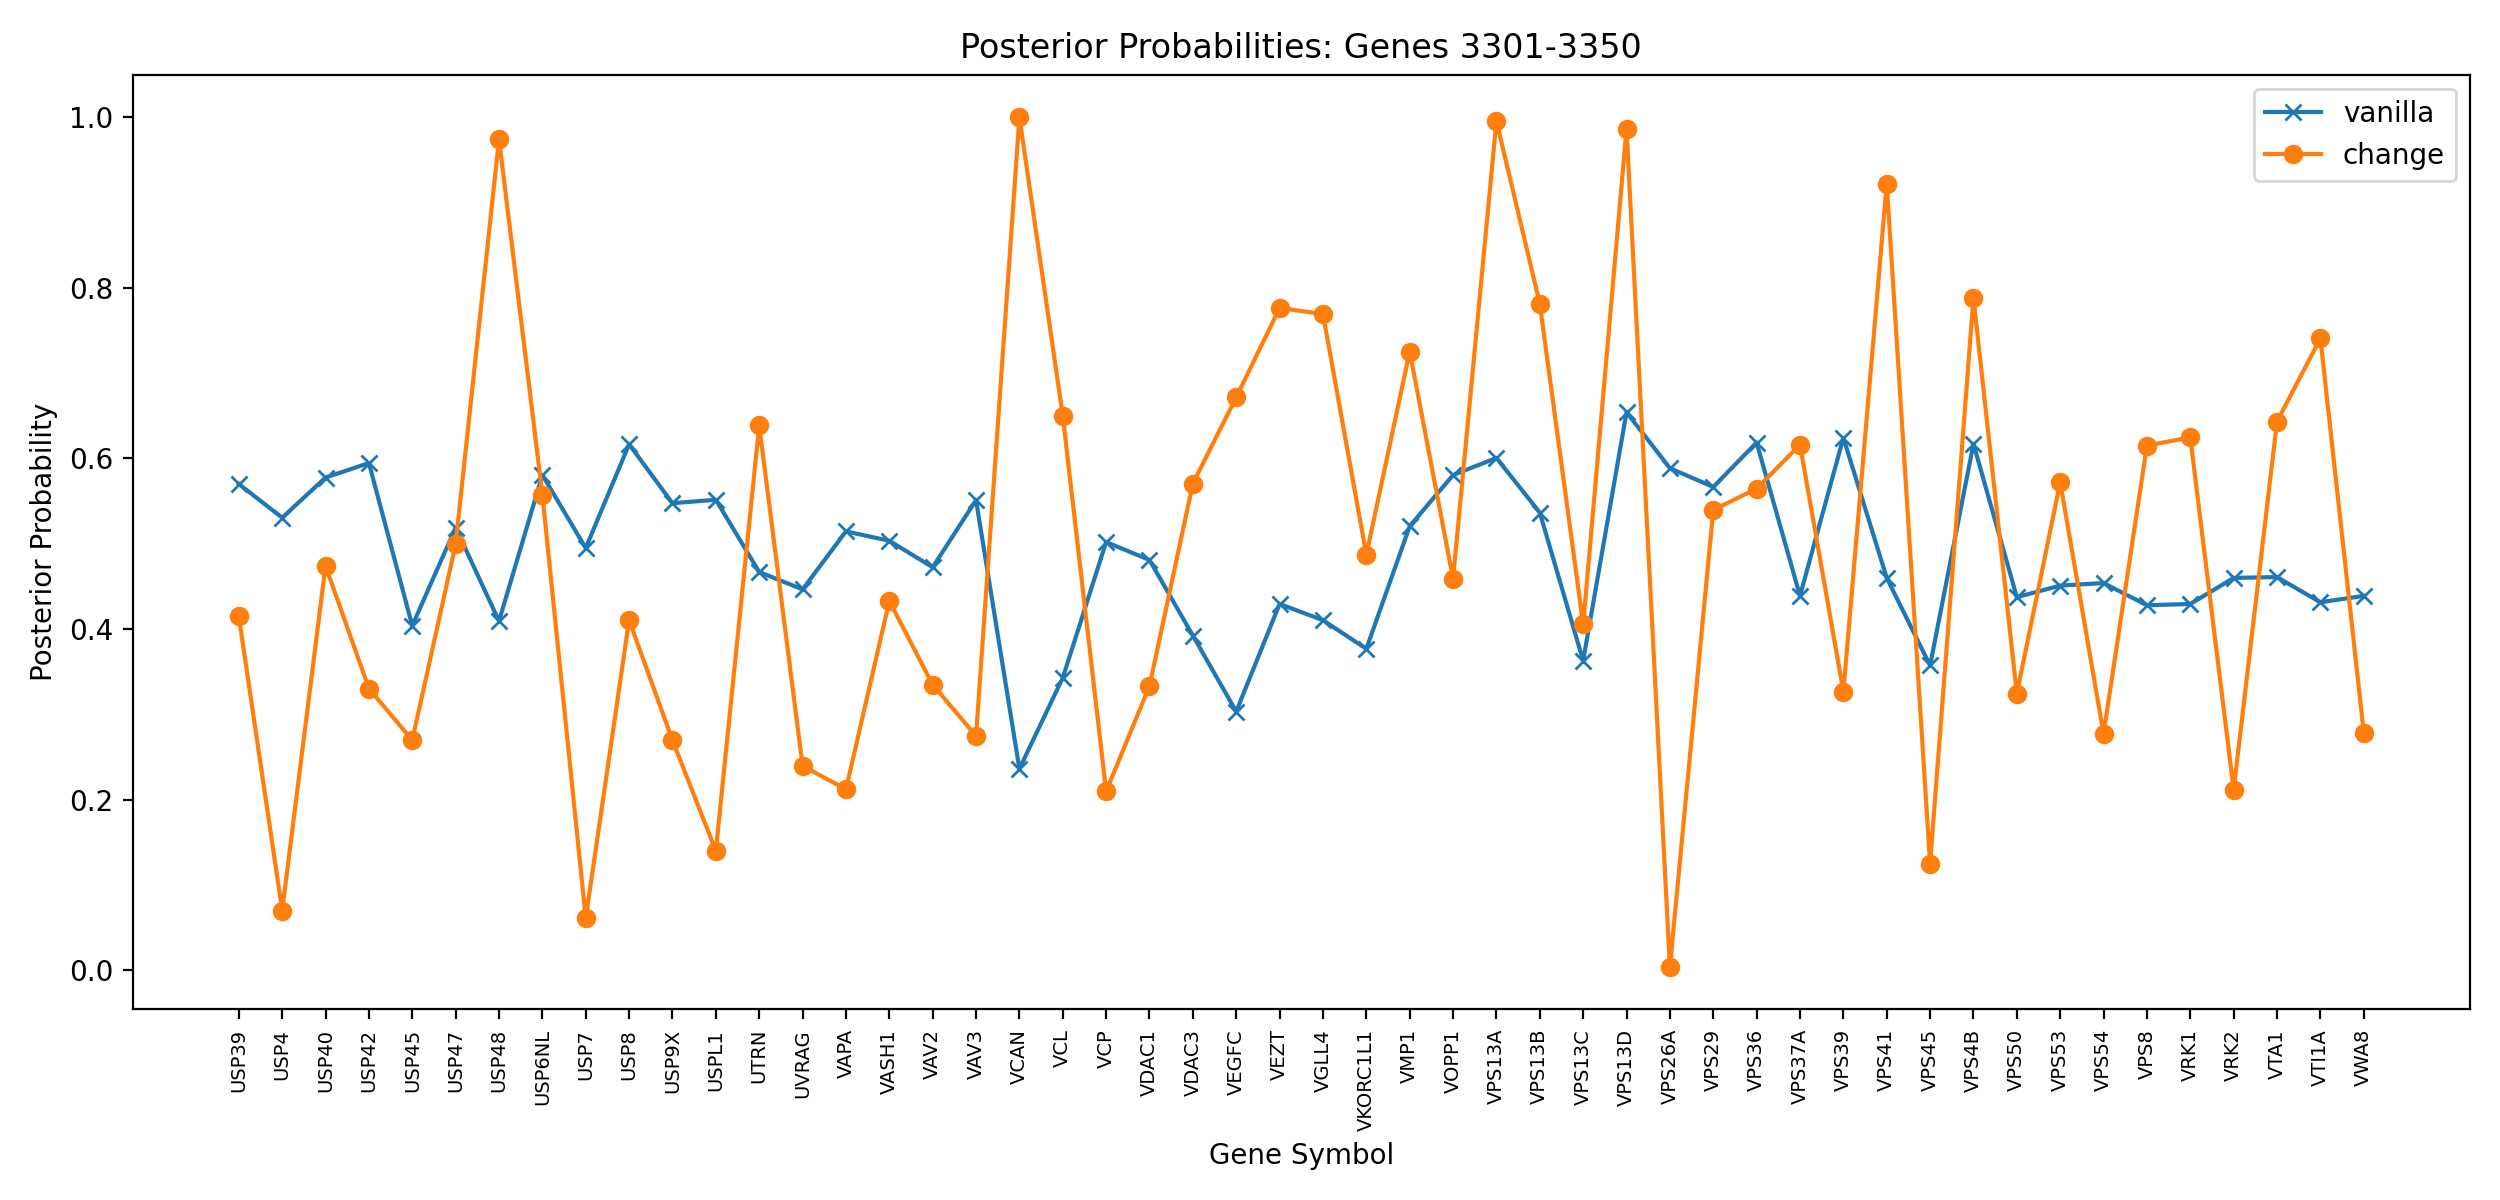 Posterior Probabilities: Genes 3301-3350
vanilla
change
1.0
0.8
0.6
0.4
0.2
0.0
Posterior Probability
USP39
USP4
USP40
USP42
USP45
USP47
USP48
USP6NL
USP7
USP8
USP9X
USPL1
UTRN
UVRAG
VAPA
VASH1
VAV2
VAV3
VCAN
VCL
VCP
VDAC1
VDAC3
VEGFC
VEZT
VGLL4
VKORC1L1
VMP1
VOPP1
VPS13A
VPS13B
VPS13C
VPS13D
VPS26A
VPS29
VPS36
VPS37A
VPS39
VPS41
VPS45
VPS4B
VPS50
VPS53
VPS54
VPS8
VRK1
VRK2
VTA1
VTI1A
VWA8
Gene Symbol